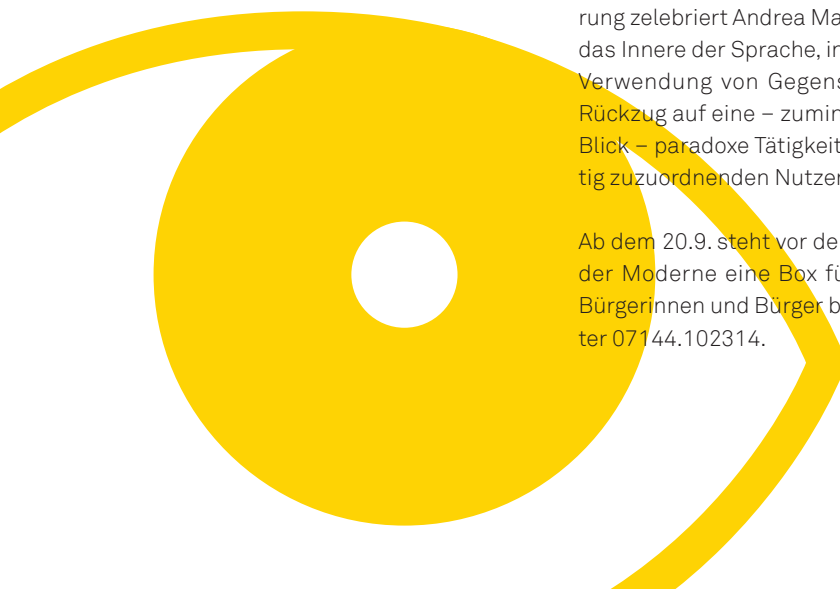 rung zelebriert Andrea Ma
das Innere der Sprache, i
Verwendung von Gegens
Rückzug auf eine – zumin
Blick – paradoxe Tätigkeit
tig zuzuordnenden Nutzen

Ab dem 20.9. steht vor de
der Moderne eine Box fü
Bürgerinnen und Bürger b
ter 07144.102314.